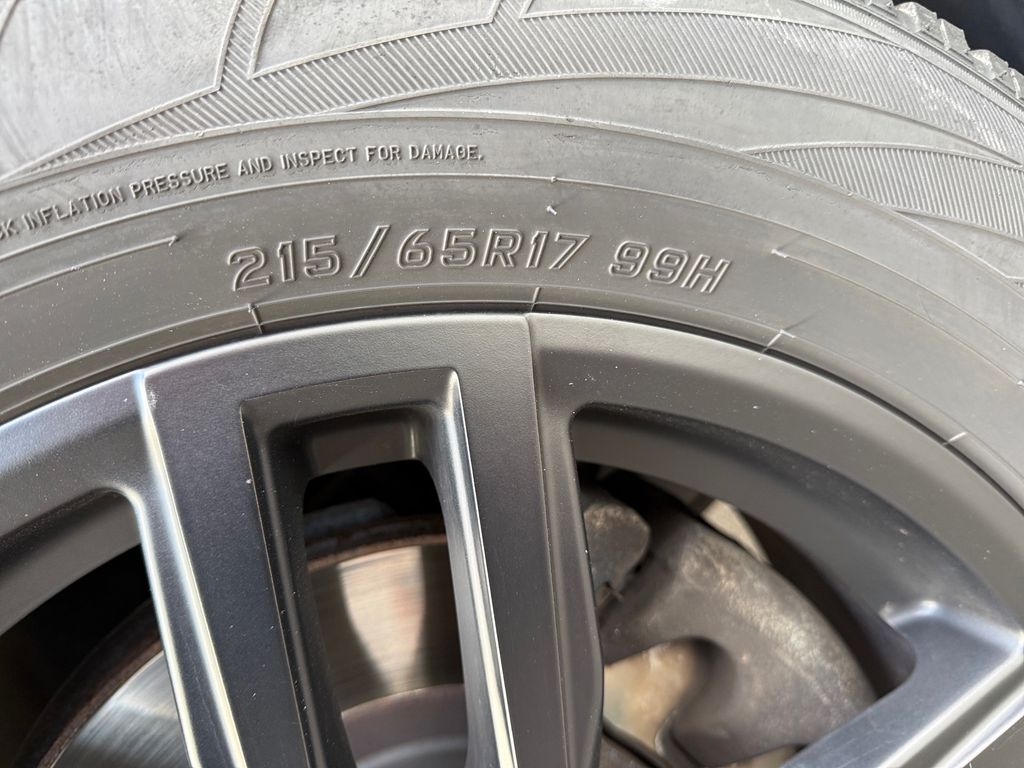 INFLATION PRESSURE AND INSPECT FOR DAMAGE.
215/65R17 99H